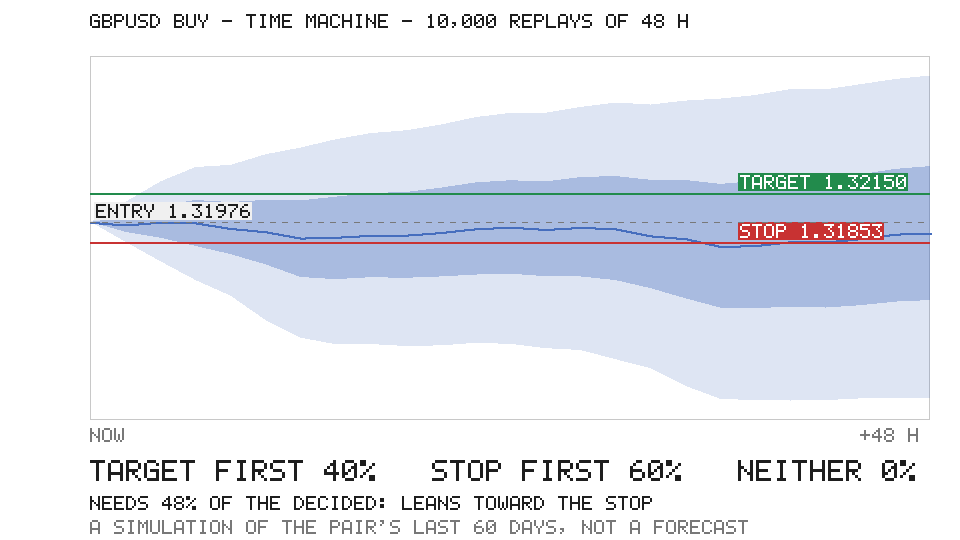 GBPUSD BUY - TIME MACHINE - 10,000 REPLAYS OF 48 H
TARGET 1.32150
ENTRY 1.31976
STOP 1.31853
NOW
+48 H
TARGET FIRST 40% STOP FIRST 60% NEITHER 0%
NEEDS 48% OF THE DECIDED: LEANS TOWARD THE STOP
A SIMULATION OF THE PAIR'S LAST 60 DAYS, NOT A FORECAST